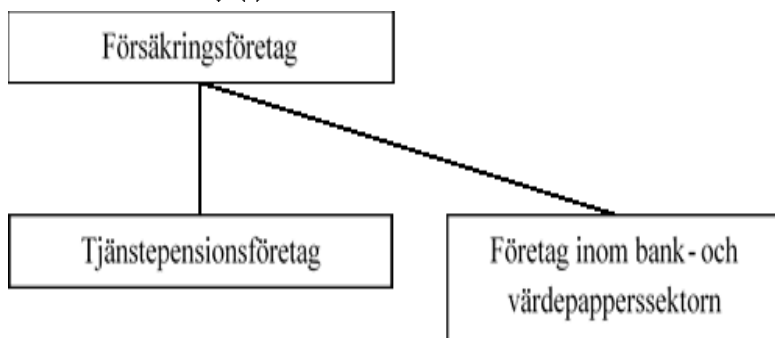 Försäkringsföretag
Tjänstepensionsföretag
Företag inom bank- och
värdepapperssektorn